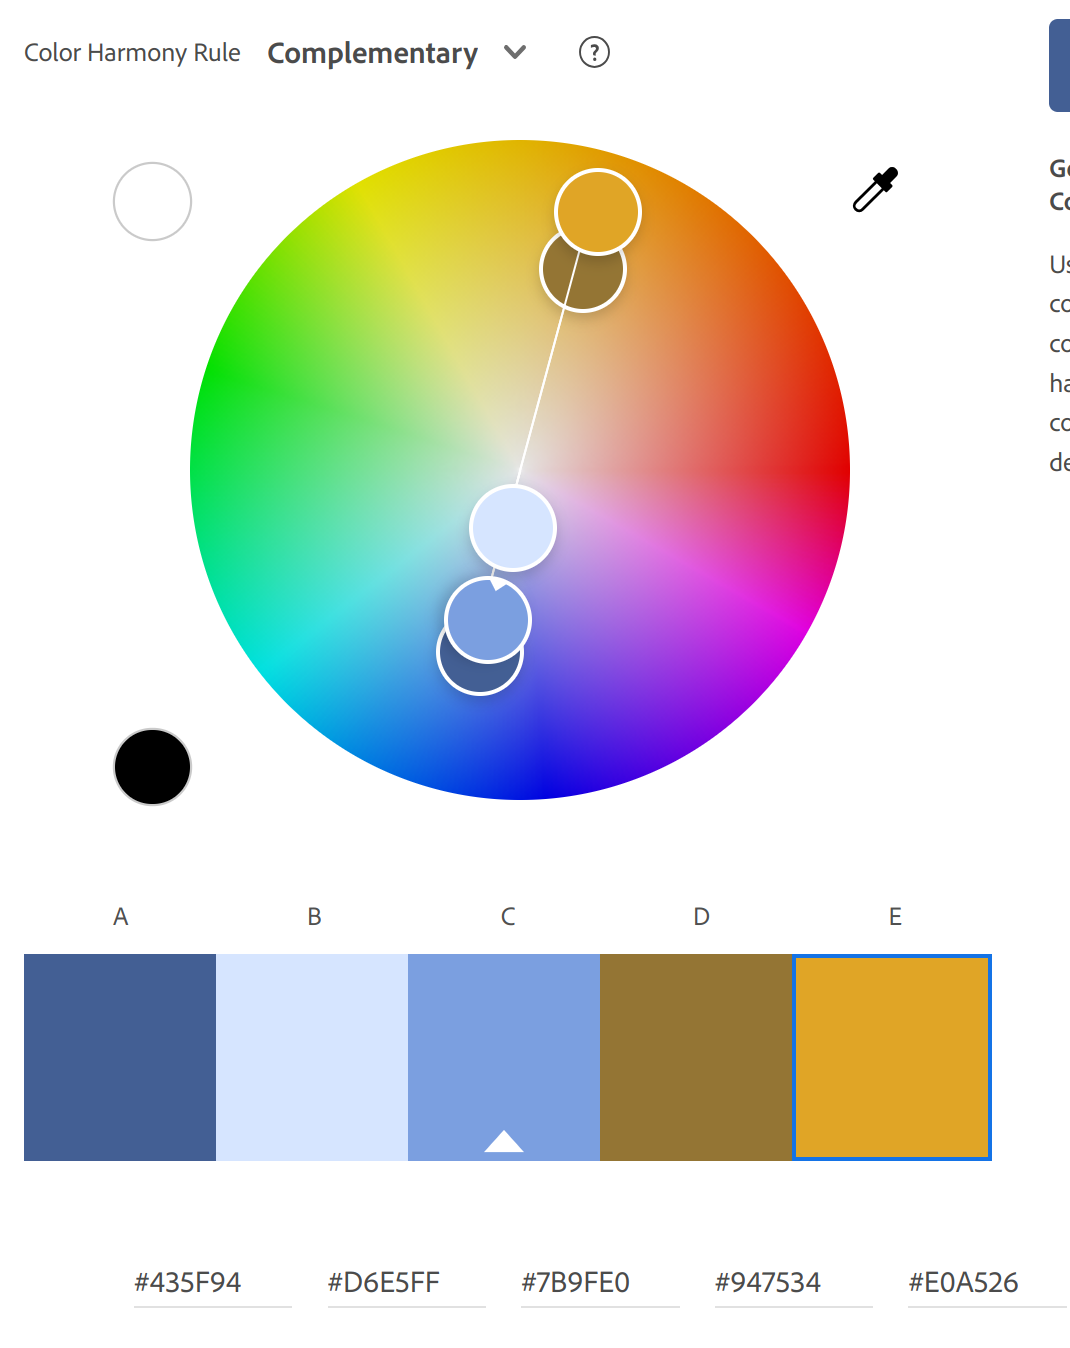 Color Harmony Rule Complementary ?
Ge
Co
Us
co
co
ha
co
de
A B C D E
#435F94 #D6E5FF #7B9FE0 #947534 #E0A526